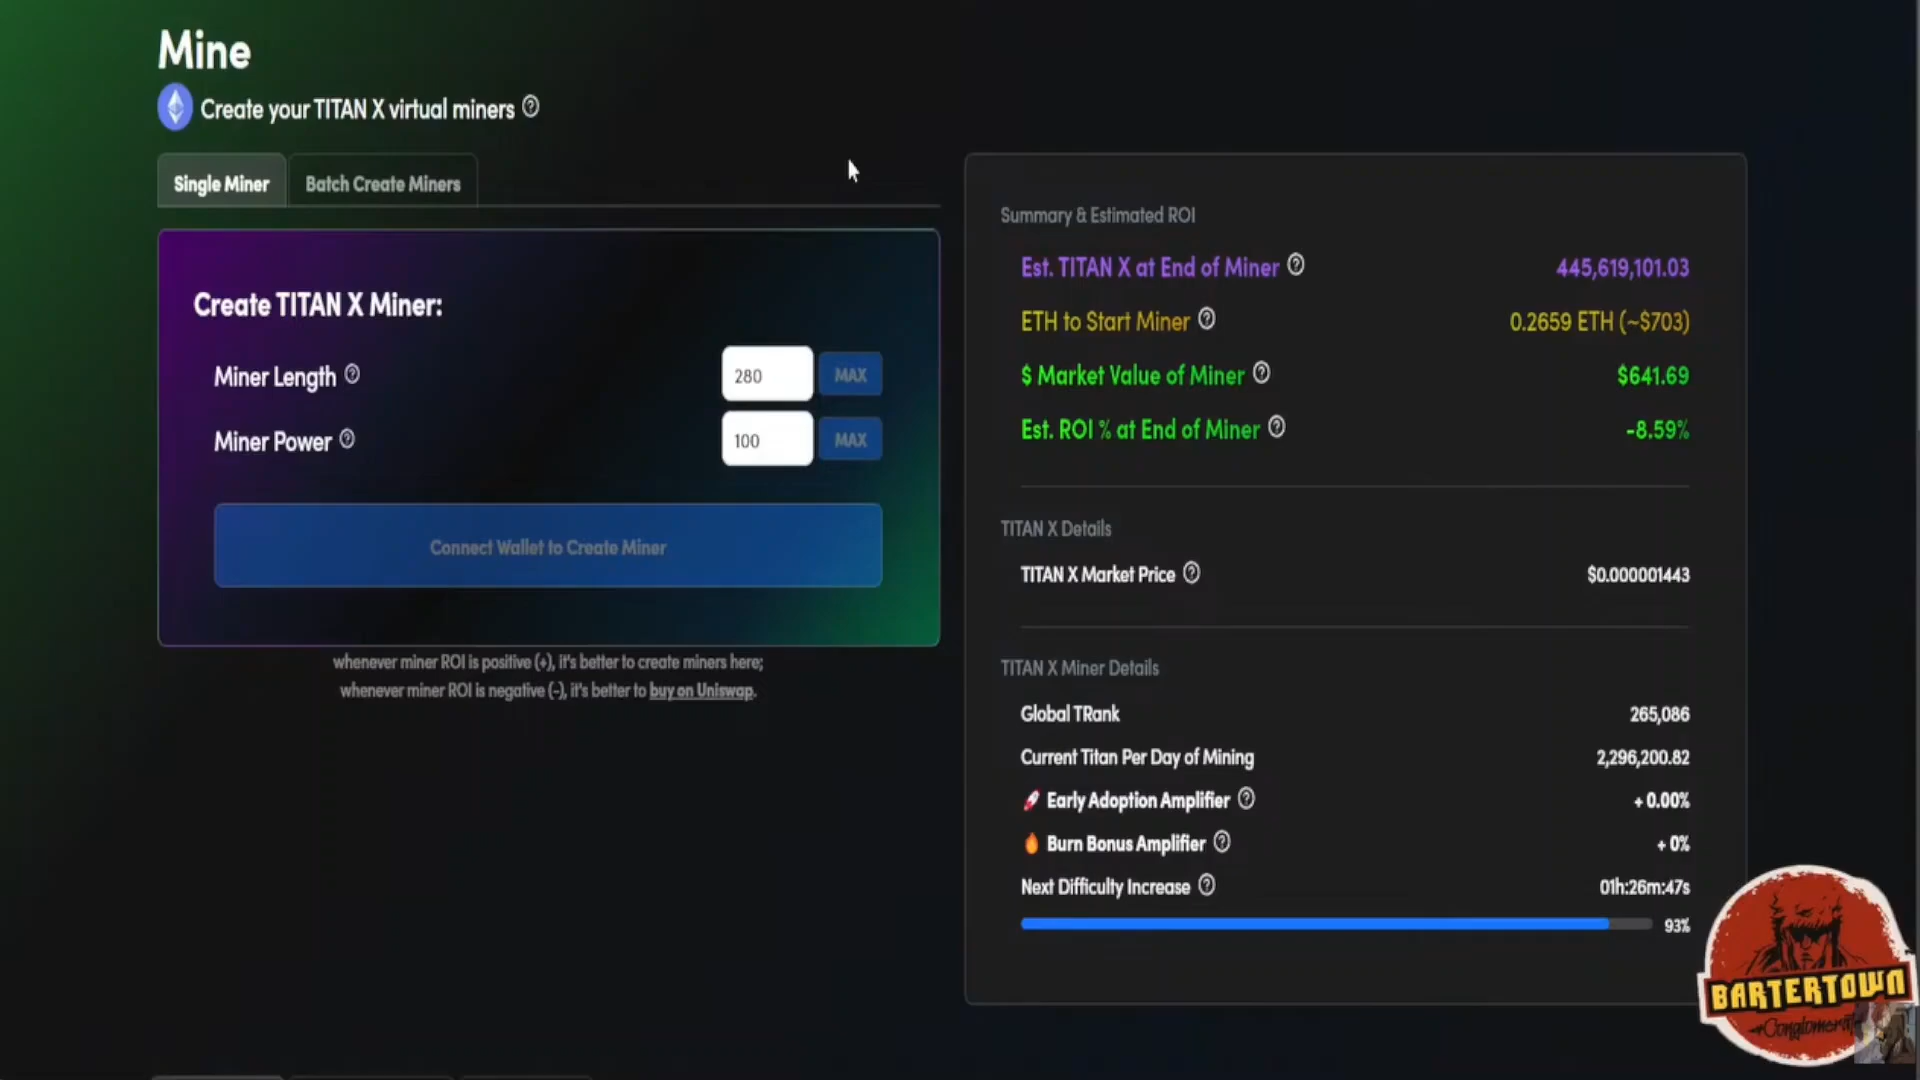 Mine
Create your TITAN X virtual miners
Single Miner
Batch Create Miners
Create TITAN X Miner:
Miner Length
280
MAX
Miner Power
100
MAX
Connect Wallet to Create Miner
whenever miner ROI is positive (+), it's better to create miners here;
whenever miner ROI is negative (-), it's better to buy on Uniswap.
Summary & Estimated ROI
Est. TITAN X at End of Miner 445,619,101.03
ETH to Start Miner 0.2659 ETH (~$703)
$ Market Value of Miner $641.69
Est. ROI % at End of Miner -8.59%
TITAN X Details
TITAN X Market Price $0.000001443
TITAN X Miner Details
Global TRank 265,086
Current Titan Per Day of Mining 2,296,200.82
Early Adoption Amplifier + 0.00%
Burn Bonus Amplifier + 0%
Next Difficulty Increase 01h:26m:47s
93%
BARTERTOWN